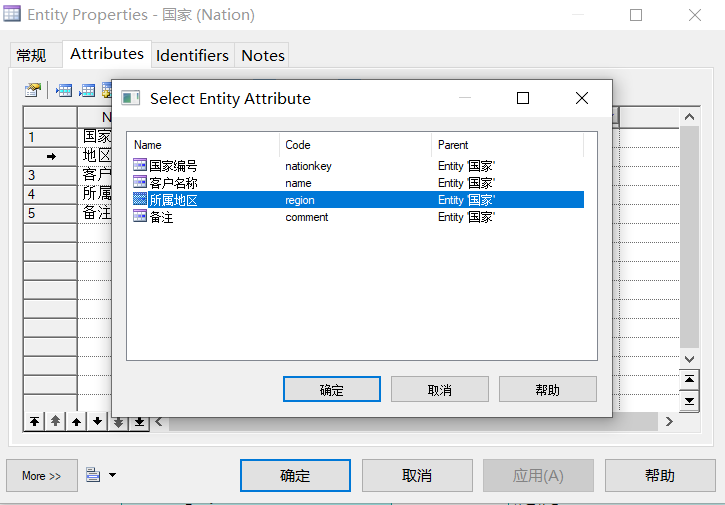 Entity Properties - 国家 (Nation)
常规 Attributes Identifiers Notes
N
1 国家
地区
3 客户
4 所属
5 备注
Select Entity Attribute
Name Code Parent
国家编号 nationkey Entity '国家'
客户名称 name Entity '国家'
所属地区 region Entity '国家'
备注 comment Entity '国家'
确定 取消 帮助
More >> 确定 取消 应用(A) 帮助